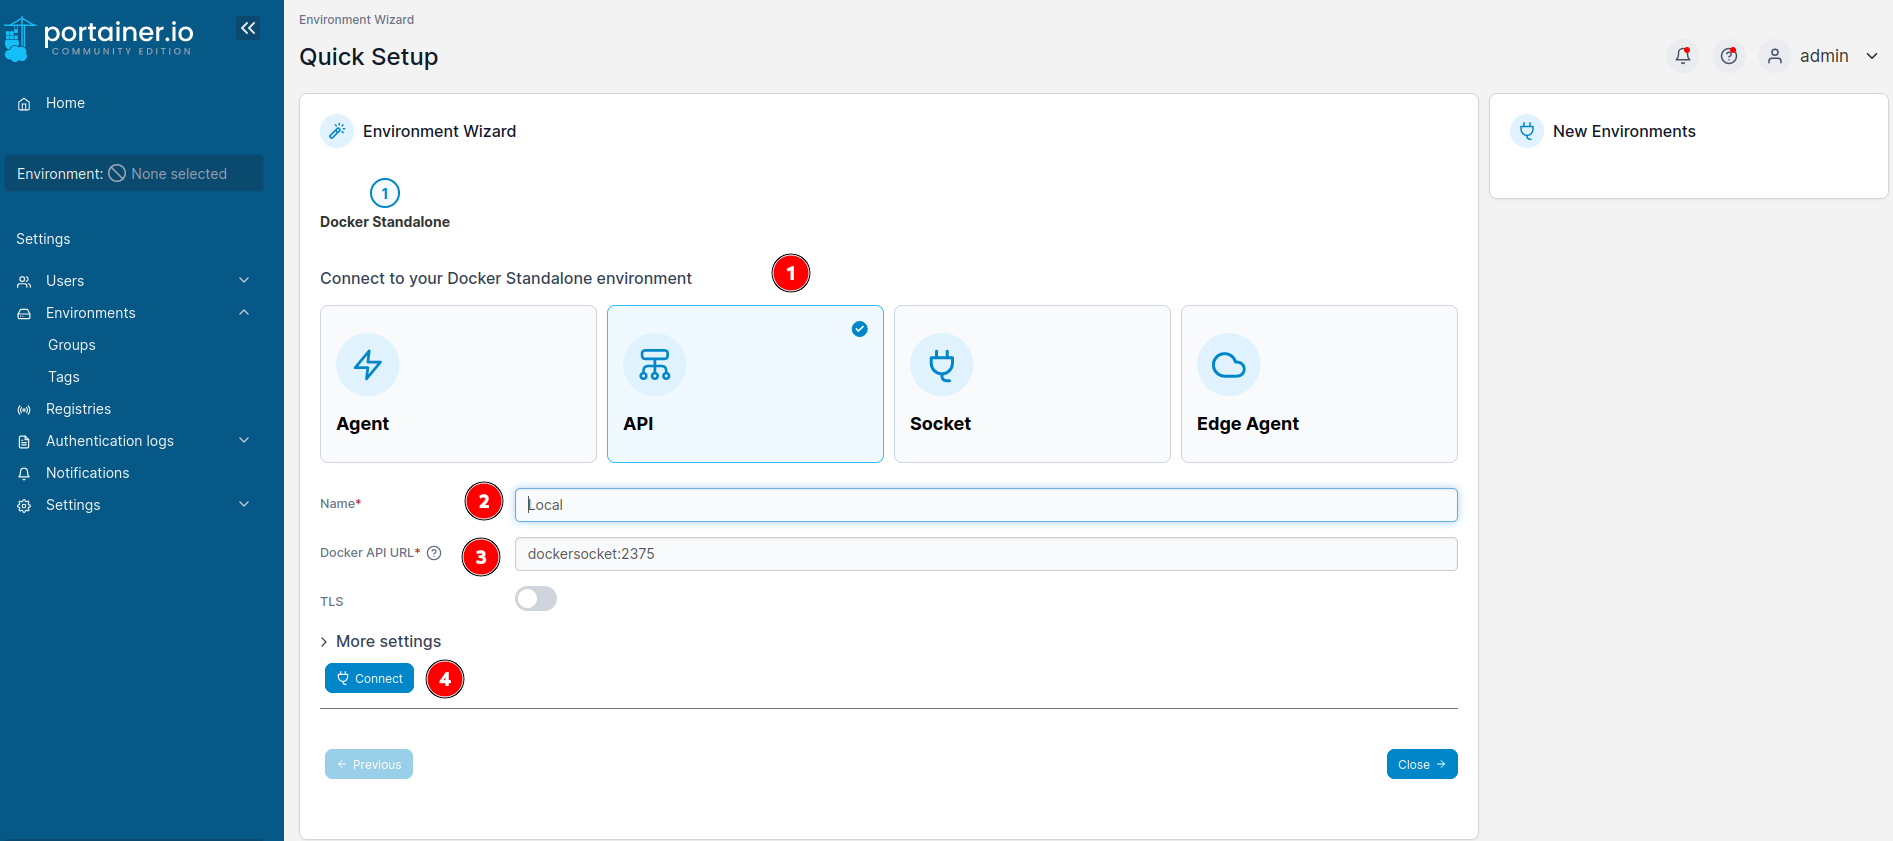 portainer.io
COMMUNITY EDITION
Home
Environment: None selected
Settings
Users
Environments
Groups
Tags
Registries
Authentication logs
Notifications
Settings
Environment Wizard
Quick Setup
admin
Environment Wizard
1
Docker Standalone
Connect to your Docker Standalone environment
1
Agent
API
Socket
Edge Agent
Name*
2
Local
Docker API URL*
3
dockersocket:2375
TLS
More settings
Connect
4
Previous
Close
New Environments